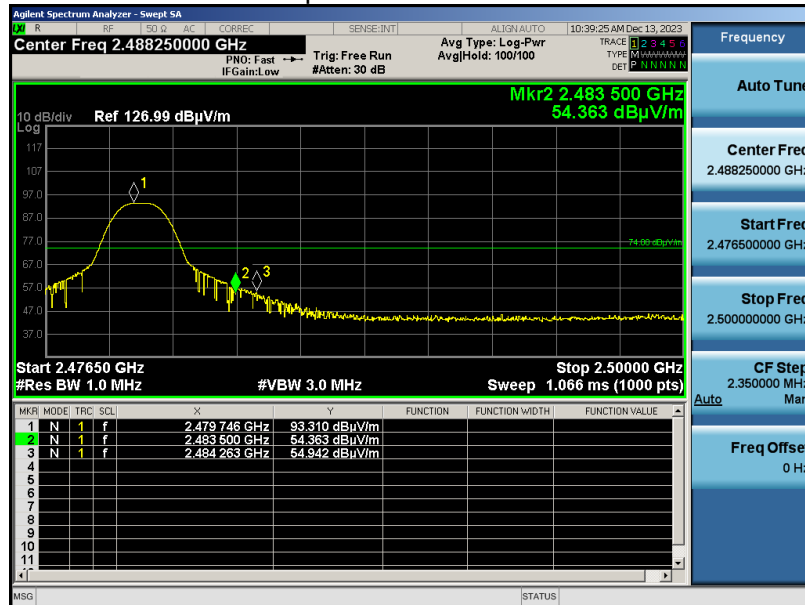 Agilent Spectrum Analyzer - Swept SA
LXI R RF 50 Ω AC CORREC SENSE:INT ALIGN AUTO 10:39:25 AM Dec 13, 2023
Center Freq 2.488250000 GHz
PNO: Fast
IFGain:Low
Trig: Free Run
#Atten: 30 dB
Avg Type: Log-Pwr
Avg|Hold: 100/100
TRACE 1 2 3 4 5 6
TYPE M
DET P N N N N N
Mkr2 2.483 500 GHz
54.363 dBµV/m
10 dB/div Ref 126.99 dBµV/m
Log
117
107
97.0
87.0
77.0
67.0
57.0
47.0
37.0
1
2
3
74.00 dBµV/m
Start 2.47650 GHz Stop 2.50000 GHz
#Res BW 1.0 MHz #VBW 3.0 MHz Sweep 1.066 ms (1000 pts)
MKR MODE TRC SCL X Y FUNCTION FUNCTION WIDTH FUNCTION VALUE
1 N 1 f 2.479 746 GHz 93.310 dBµV/m
2 N 1 f 2.483 500 GHz 54.363 dBµV/m
3 N 1 f 2.484 263 GHz 54.942 dBµV/m
4
5
6
7
8
9
10
11
MSG STATUS
Frequency
Auto Tune
Center Freq
2.488250000 GHz
Start Freq
2.476500000 GHz
Stop Freq
2.500000000 GHz
CF Step
2.350000 MHz
Auto Man
Freq Offset
0 Hz